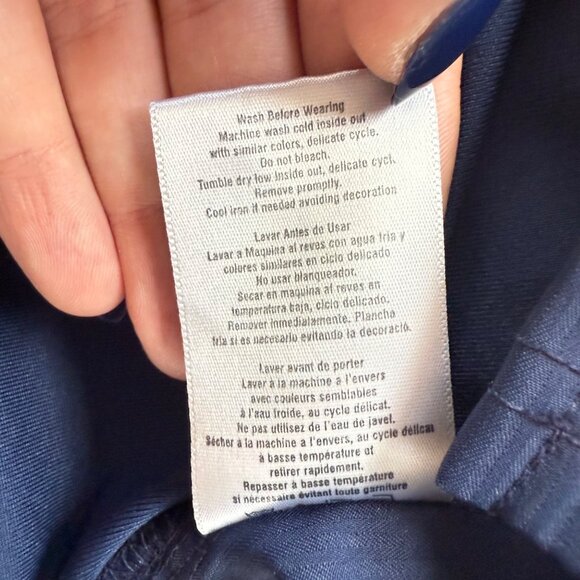 Wash Before Wearing
Machine wash cold inside out
with similar colors, delicate cycle.
Do not bleach.
Tumble dry low inside out, delicate cycl.
Remove promptly.
Cool iron if needed avoiding decoration
Lavar Antes de Usar
Lavar a Maquina al reves con agua fria y
colores similares en ciclo delicado
No usar blanqueador.
Secar en maquina al reves en
temperatura baja, ciclo delicado.
Remover inmediatamente. Plancha
fria si es necesario evitando la decoració
Laver avant de porter
Laver à la machine a l'envers
avec couleurs semblables
à l'eau froide, au cycle délicat.
Ne pas utilisez de l'eau de javel.
Sécher à la machine a l'envers, au cycle délicat
à basse température et
retirer rapidement.
Repasser à basse température
si nécessaire évitant toute garniture